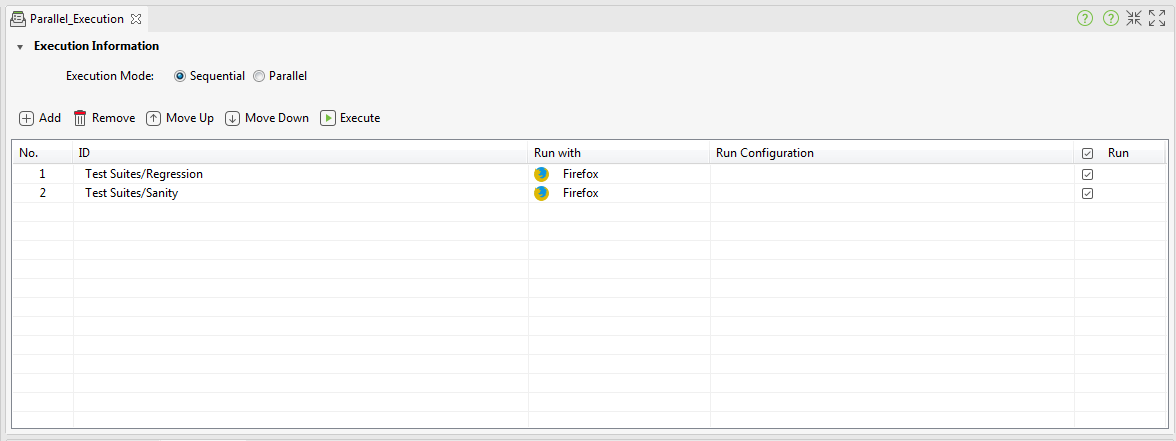 Parallel_Execution
Execution Information
Execution Mode: Sequential Parallel
Add Remove Move Up Move Down Execute
No. ID Run with Run Configuration Run
1 Test Suites/Regression Firefox
2 Test Suites/Sanity Firefox